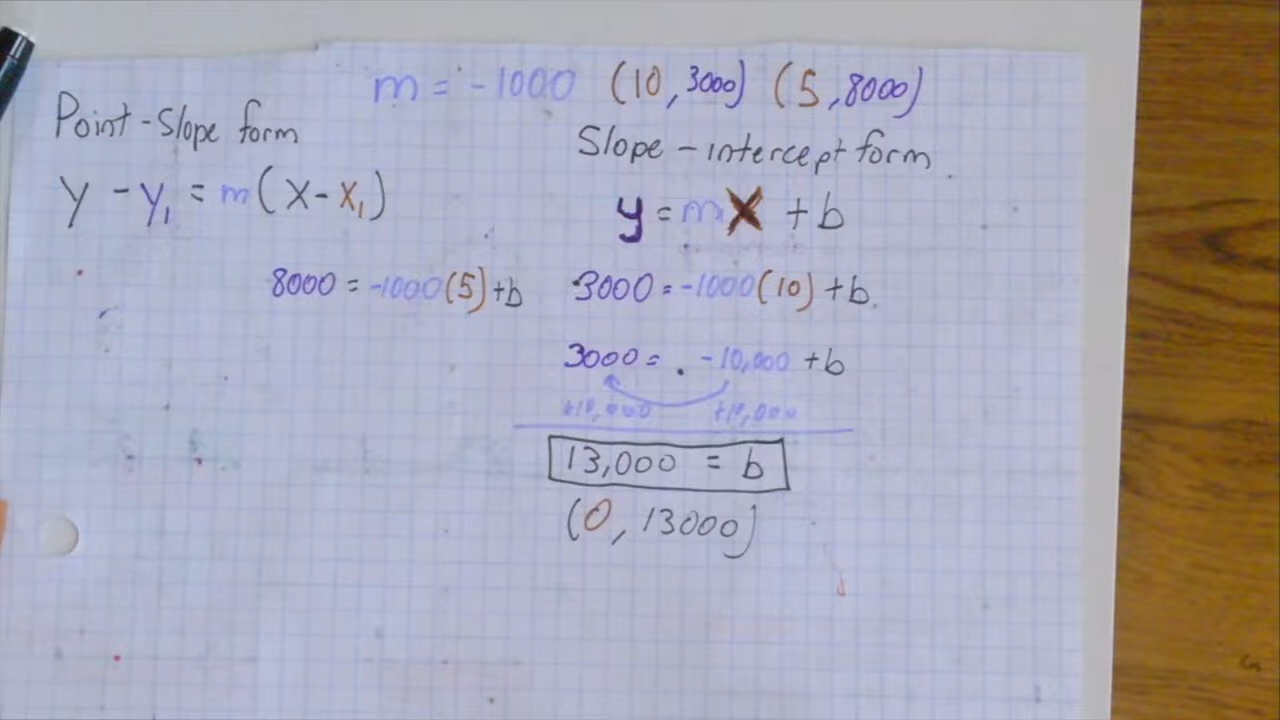 m = -1000 (10, 3000) (5, 8000)
Point-Slope form
y - y₁ = m(x - x₁)
Slope-intercept form
y = mx + b
8000 = -1000(5) + b
3000 = -1000(10) + b
3000 = -10,000 + b
+10,000 +10,000
13,000 = b
(0, 13000)